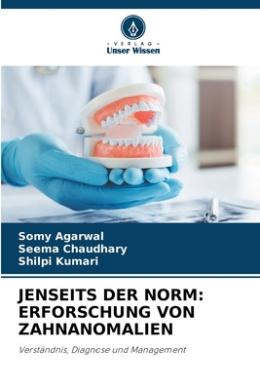 VERLAG
Unser Wissen
Somy Agarwal
Seema Chaudhary
Shilpi Kumari
JENSEITS DER NORM:
ERFORSCHUNG VON
ZAHNANOMALIEN
Verständnis, Diagnose und Management